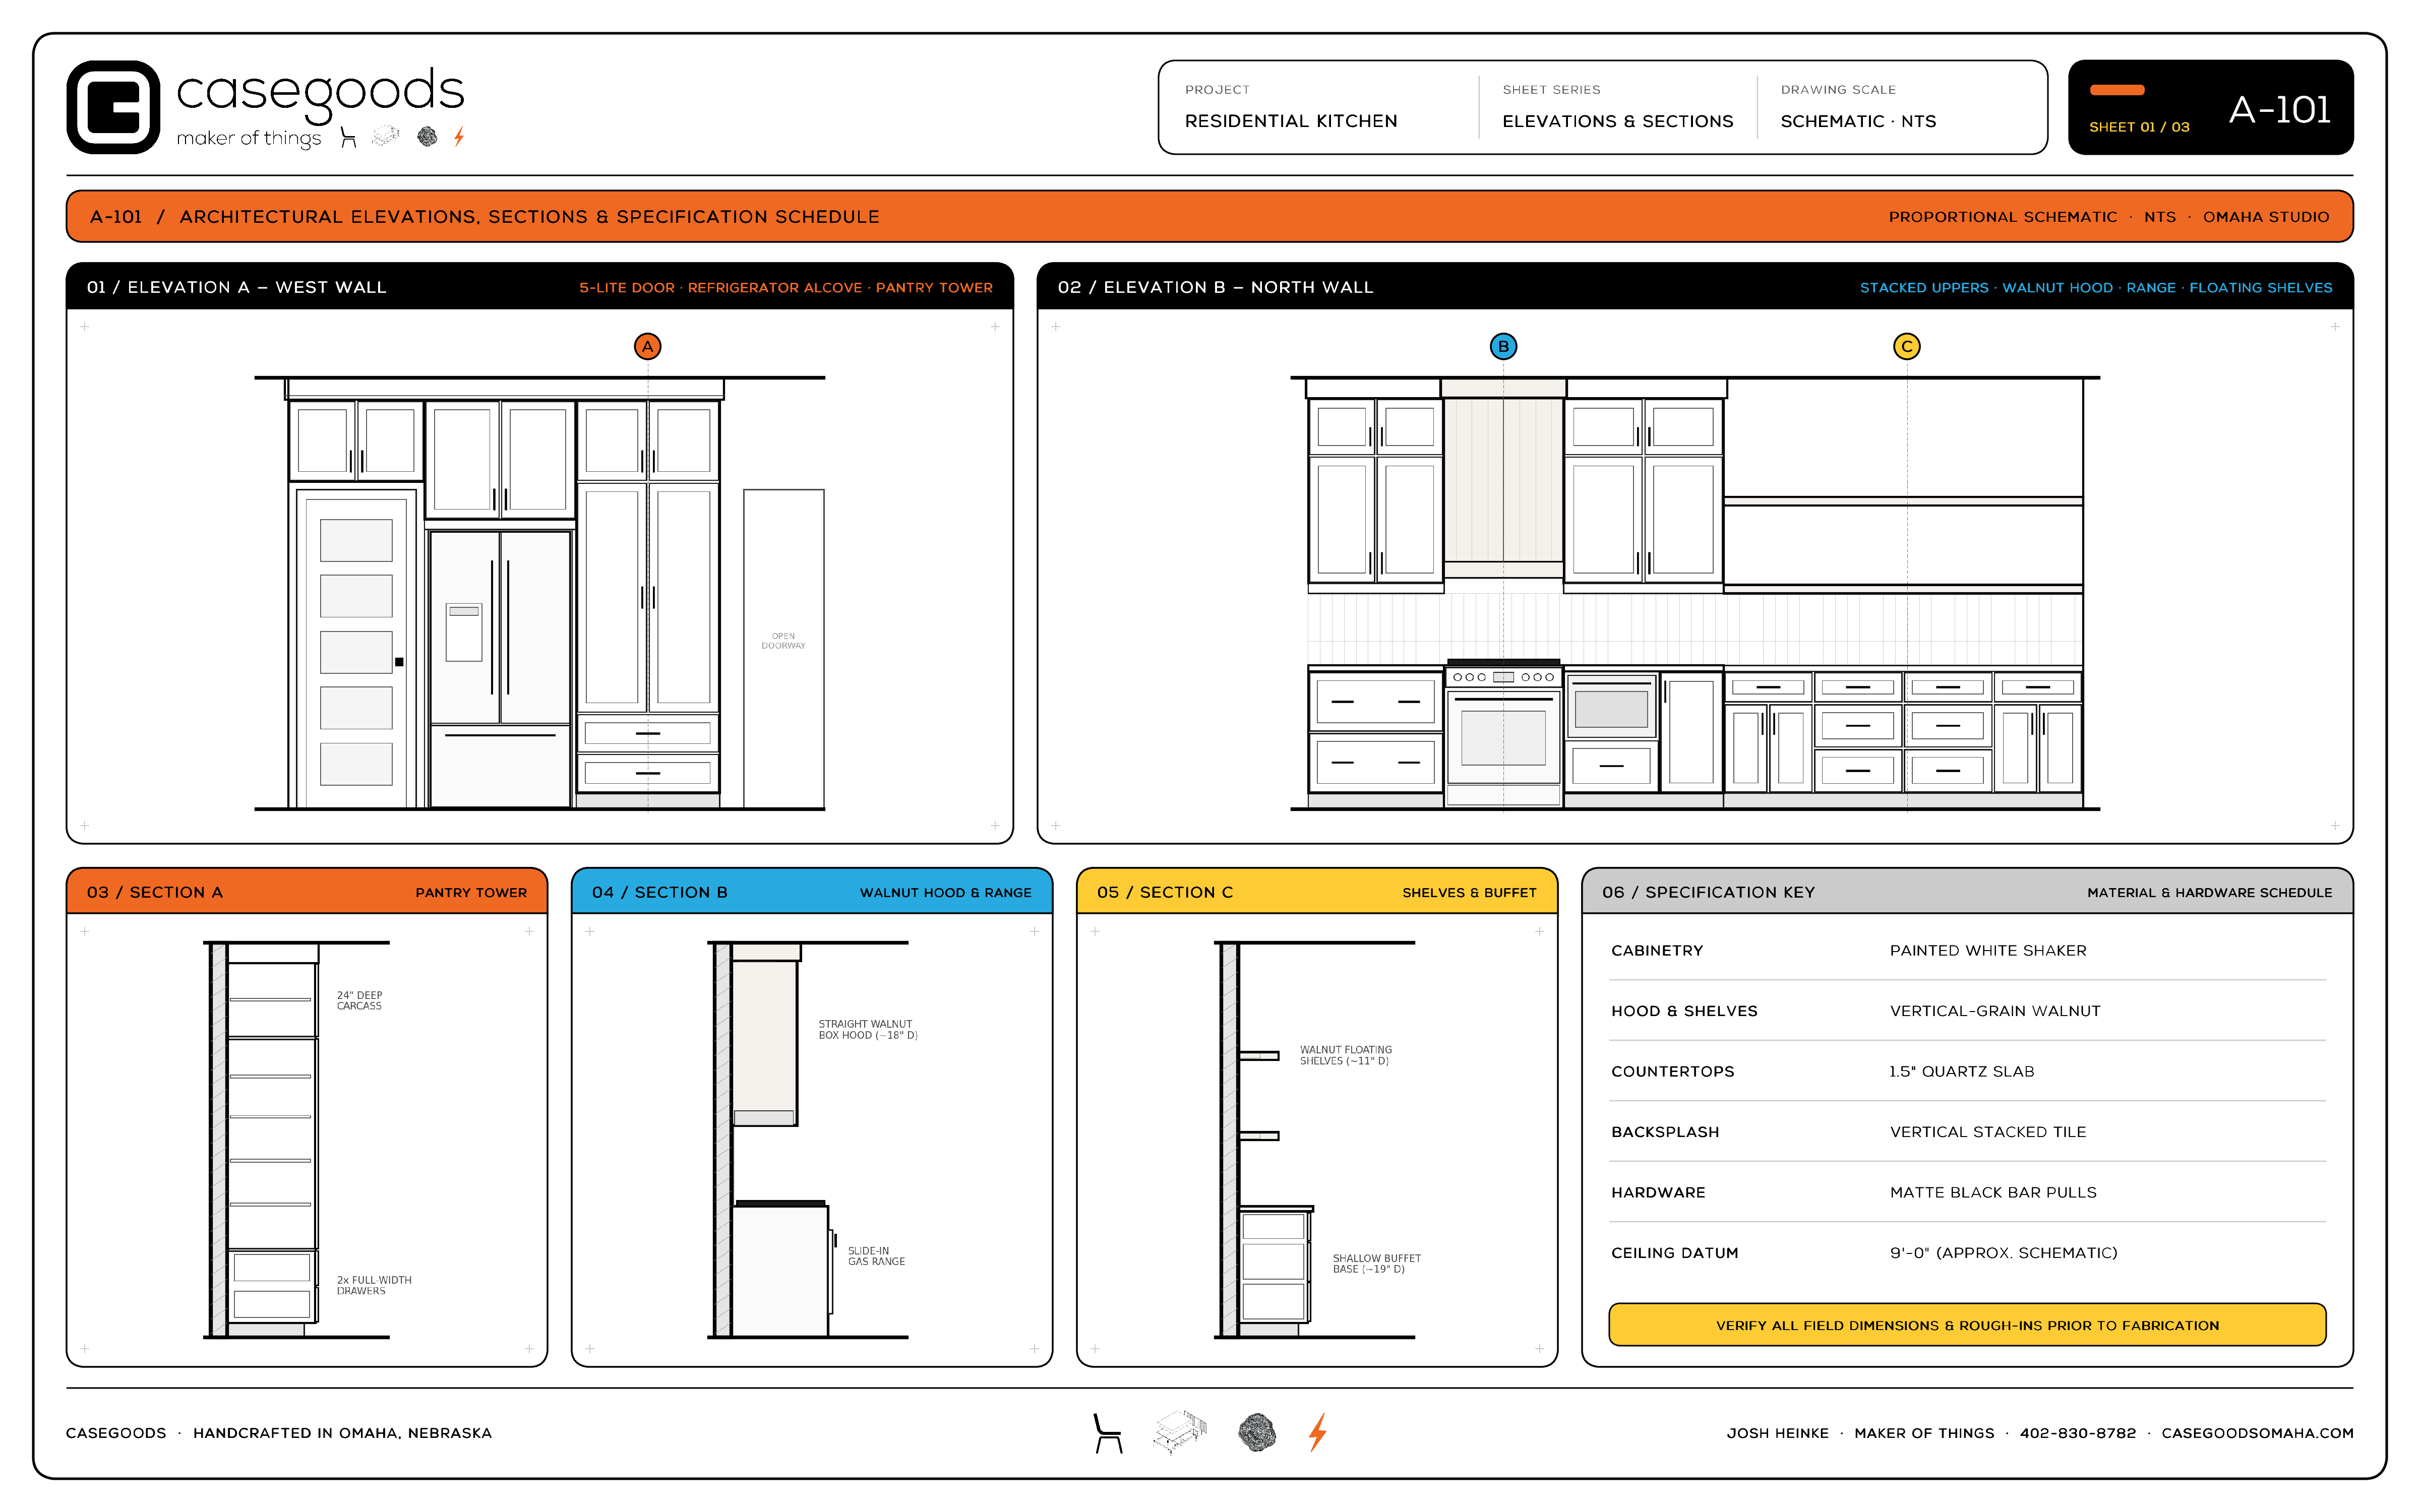 casegoods
maker of things
PROJECT
RESIDENTIAL KITCHEN
SHEET SERIES
ELEVATIONS & SECTIONS
DRAWING SCALE
SCHEMATIC · NTS
SHEET 01 / 03
A-101
A-101 / ARCHITECTURAL ELEVATIONS, SECTIONS & SPECIFICATION SCHEDULE
PROPORTIONAL SCHEMATIC · NTS · OMAHA STUDIO
01 / ELEVATION A – WEST WALL
5-LITE DOOR · REFRIGERATOR ALCOVE · PANTRY TOWER
A
OPEN
DOORWAY
02 / ELEVATION B – NORTH WALL
STACKED UPPERS · WALNUT HOOD · RANGE · FLOATING SHELVES
B
C
03 / SECTION A
PANTRY TOWER
24" DEEP
CARCASS
2x FULL-WIDTH
DRAWERS
04 / SECTION B
WALNUT HOOD & RANGE
STRAIGHT WALNUT
BOX HOOD (~18" D)
SLIDE-IN
GAS RANGE
05 / SECTION C
SHELVES & BUFFET
WALNUT FLOATING
SHELVES (~11" D)
SHALLOW BUFFET
BASE (~19" D)
06 / SPECIFICATION KEY
MATERIAL & HARDWARE SCHEDULE
CABINETRY PAINTED WHITE SHAKER
HOOD & SHELVES VERTICAL-GRAIN WALNUT
COUNTERTOPS 1.5" QUARTZ SLAB
BACKSPLASH VERTICAL STACKED TILE
HARDWARE MATTE BLACK BAR PULLS
CEILING DATUM 9'-0" (APPROX. SCHEMATIC)
VERIFY ALL FIELD DIMENSIONS & ROUGH-INS PRIOR TO FABRICATION
CASEGOODS · HANDCRAFTED IN OMAHA, NEBRASKA
JOSH HEINKE · MAKER OF THINGS · 402-830-8782 · CASEGOODSOMAHA.COM